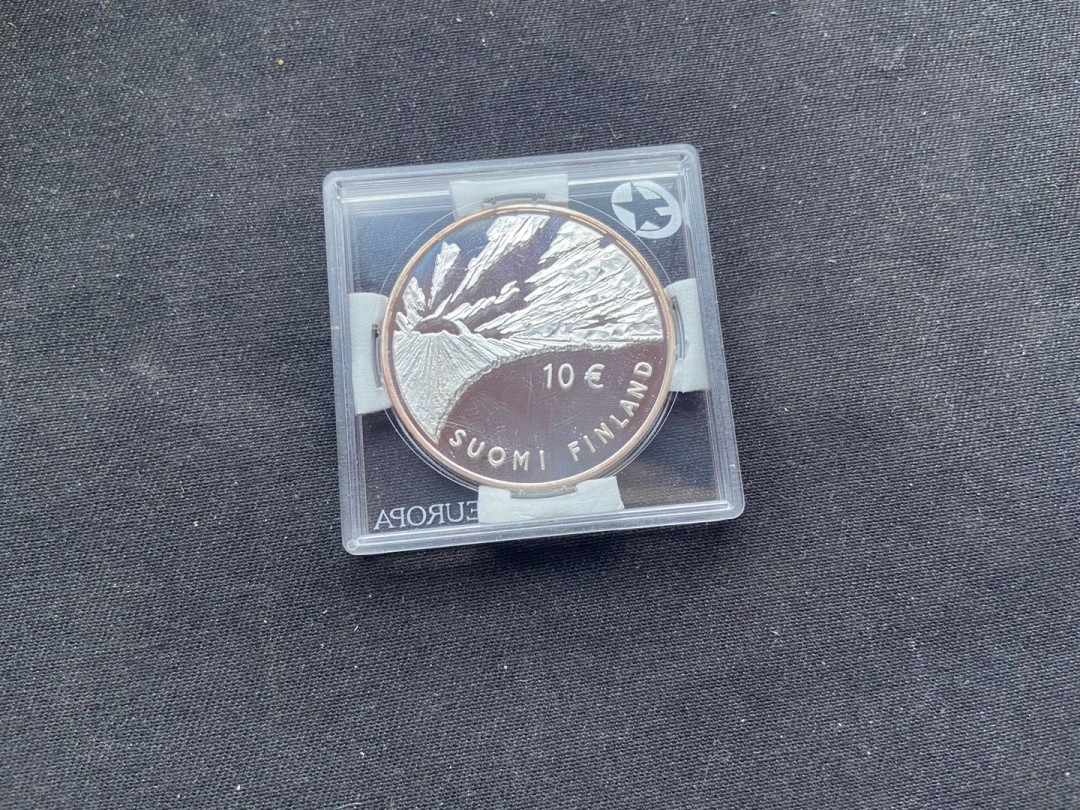 10 €
SUOMI FINLAND
EUROPA